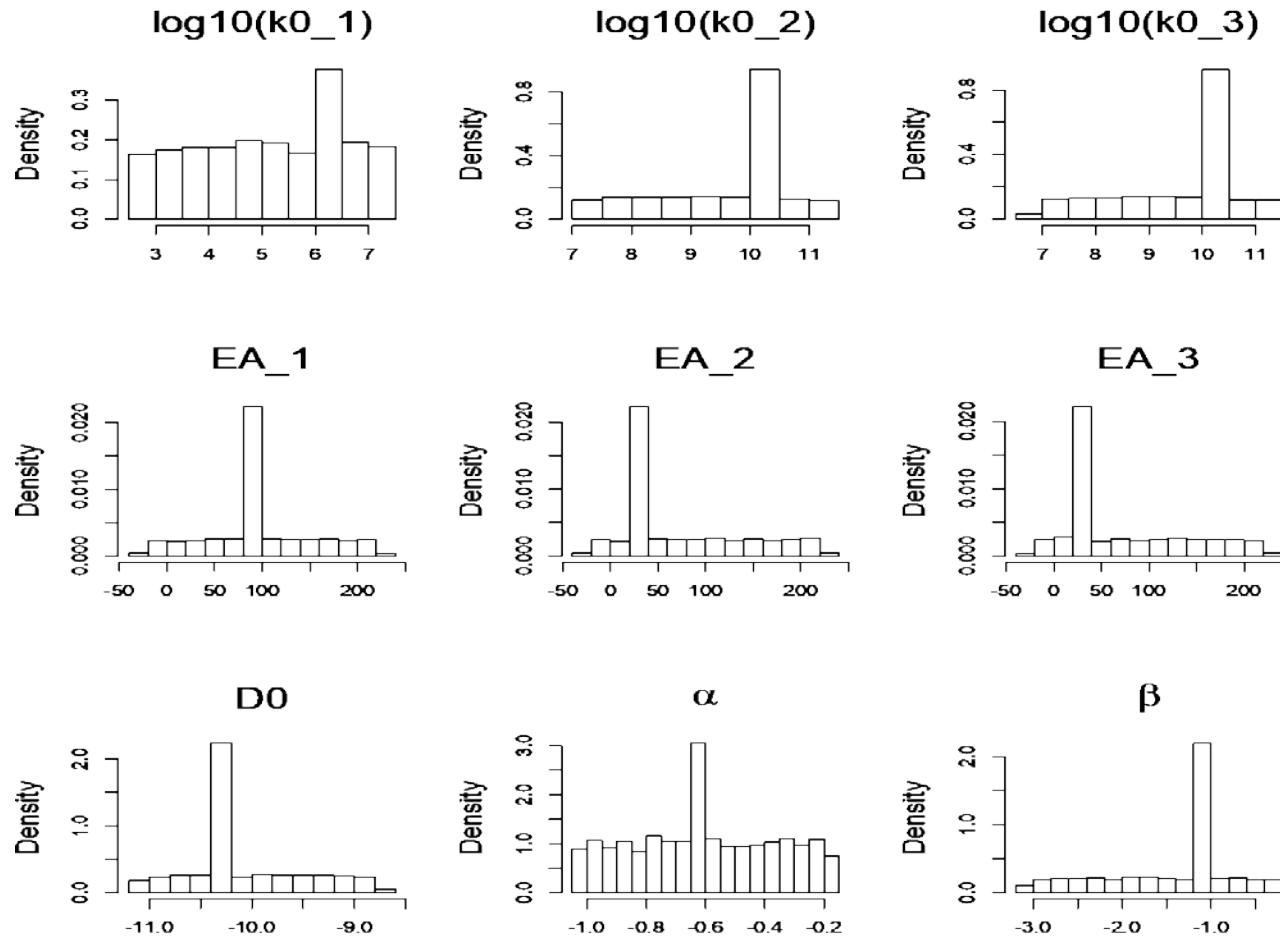 log10(k0_1) log10(k0_2) log10(k0_3)
Density Density Density
0.0 0.1 0.2 0.3
0.0 0.4 0.8
0.0 0.4 0.8
3 4 5 6 7
7 8 9 10 11
7 8 9 10 11
EA_1 EA_2 EA_3
Density Density Density
0.000 0.010 0.020
0.000 0.010 0.020
0.000 0.010 0.020
-50 0 50 100 200
-50 0 50 100 200
-50 0 50 100 200
D0 α β
Density Density Density
0.0 1.0 2.0
0.0 1.0 2.0 3.0
0.0 1.0 2.0
-11.0 -10.0 -9.0
-1.0 -0.8 -0.6 -0.4 -0.2
-3.0 -2.0 -1.0